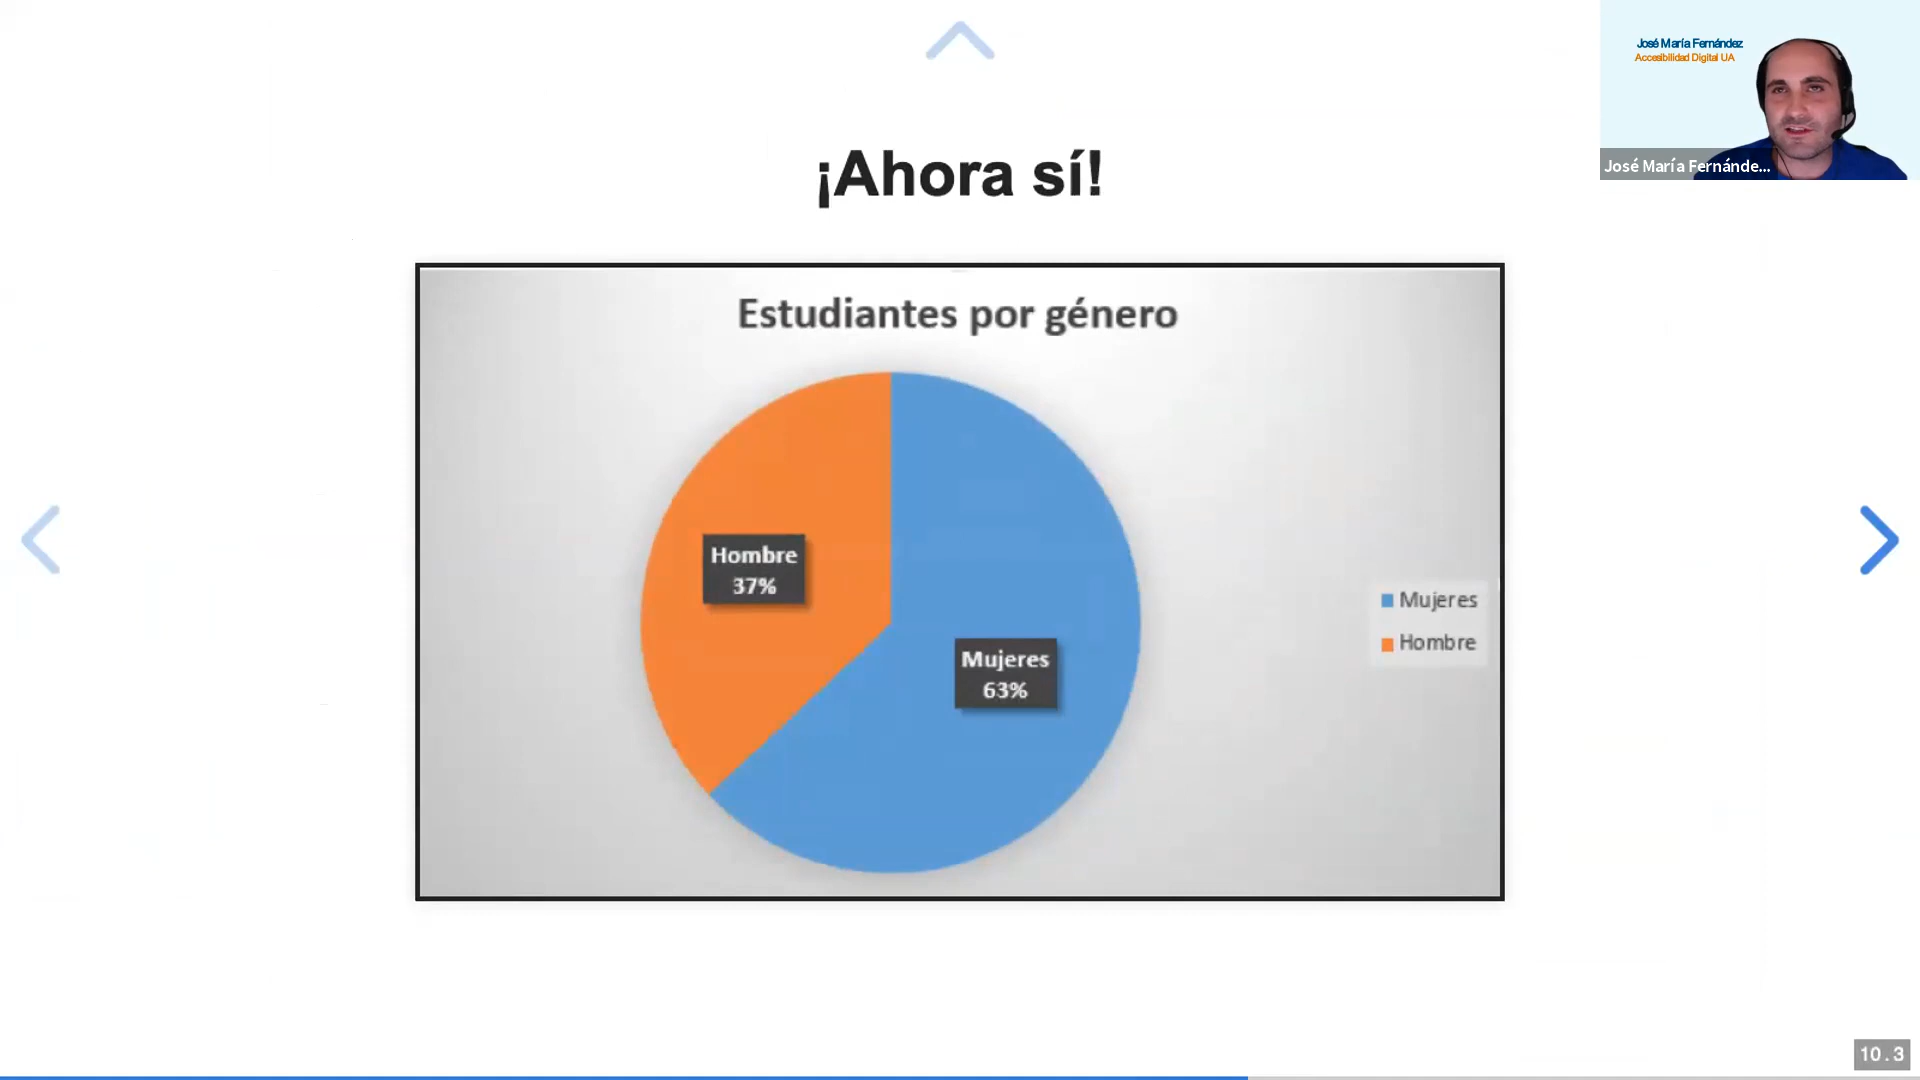 José María Fernández
Accesibilidad Digital UA
José María Fernánde...
¡Ahora sí!
Estudiantes por género
Hombre
37%
Mujeres
63%
Mujeres
Hombre
10.3